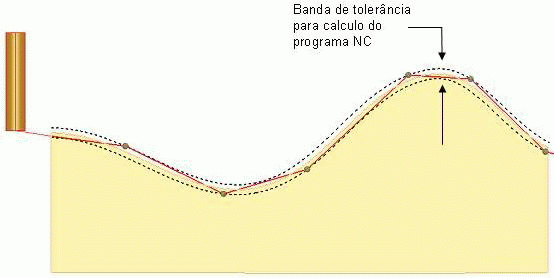 Banda de tolerância
para calculo do
programa NC